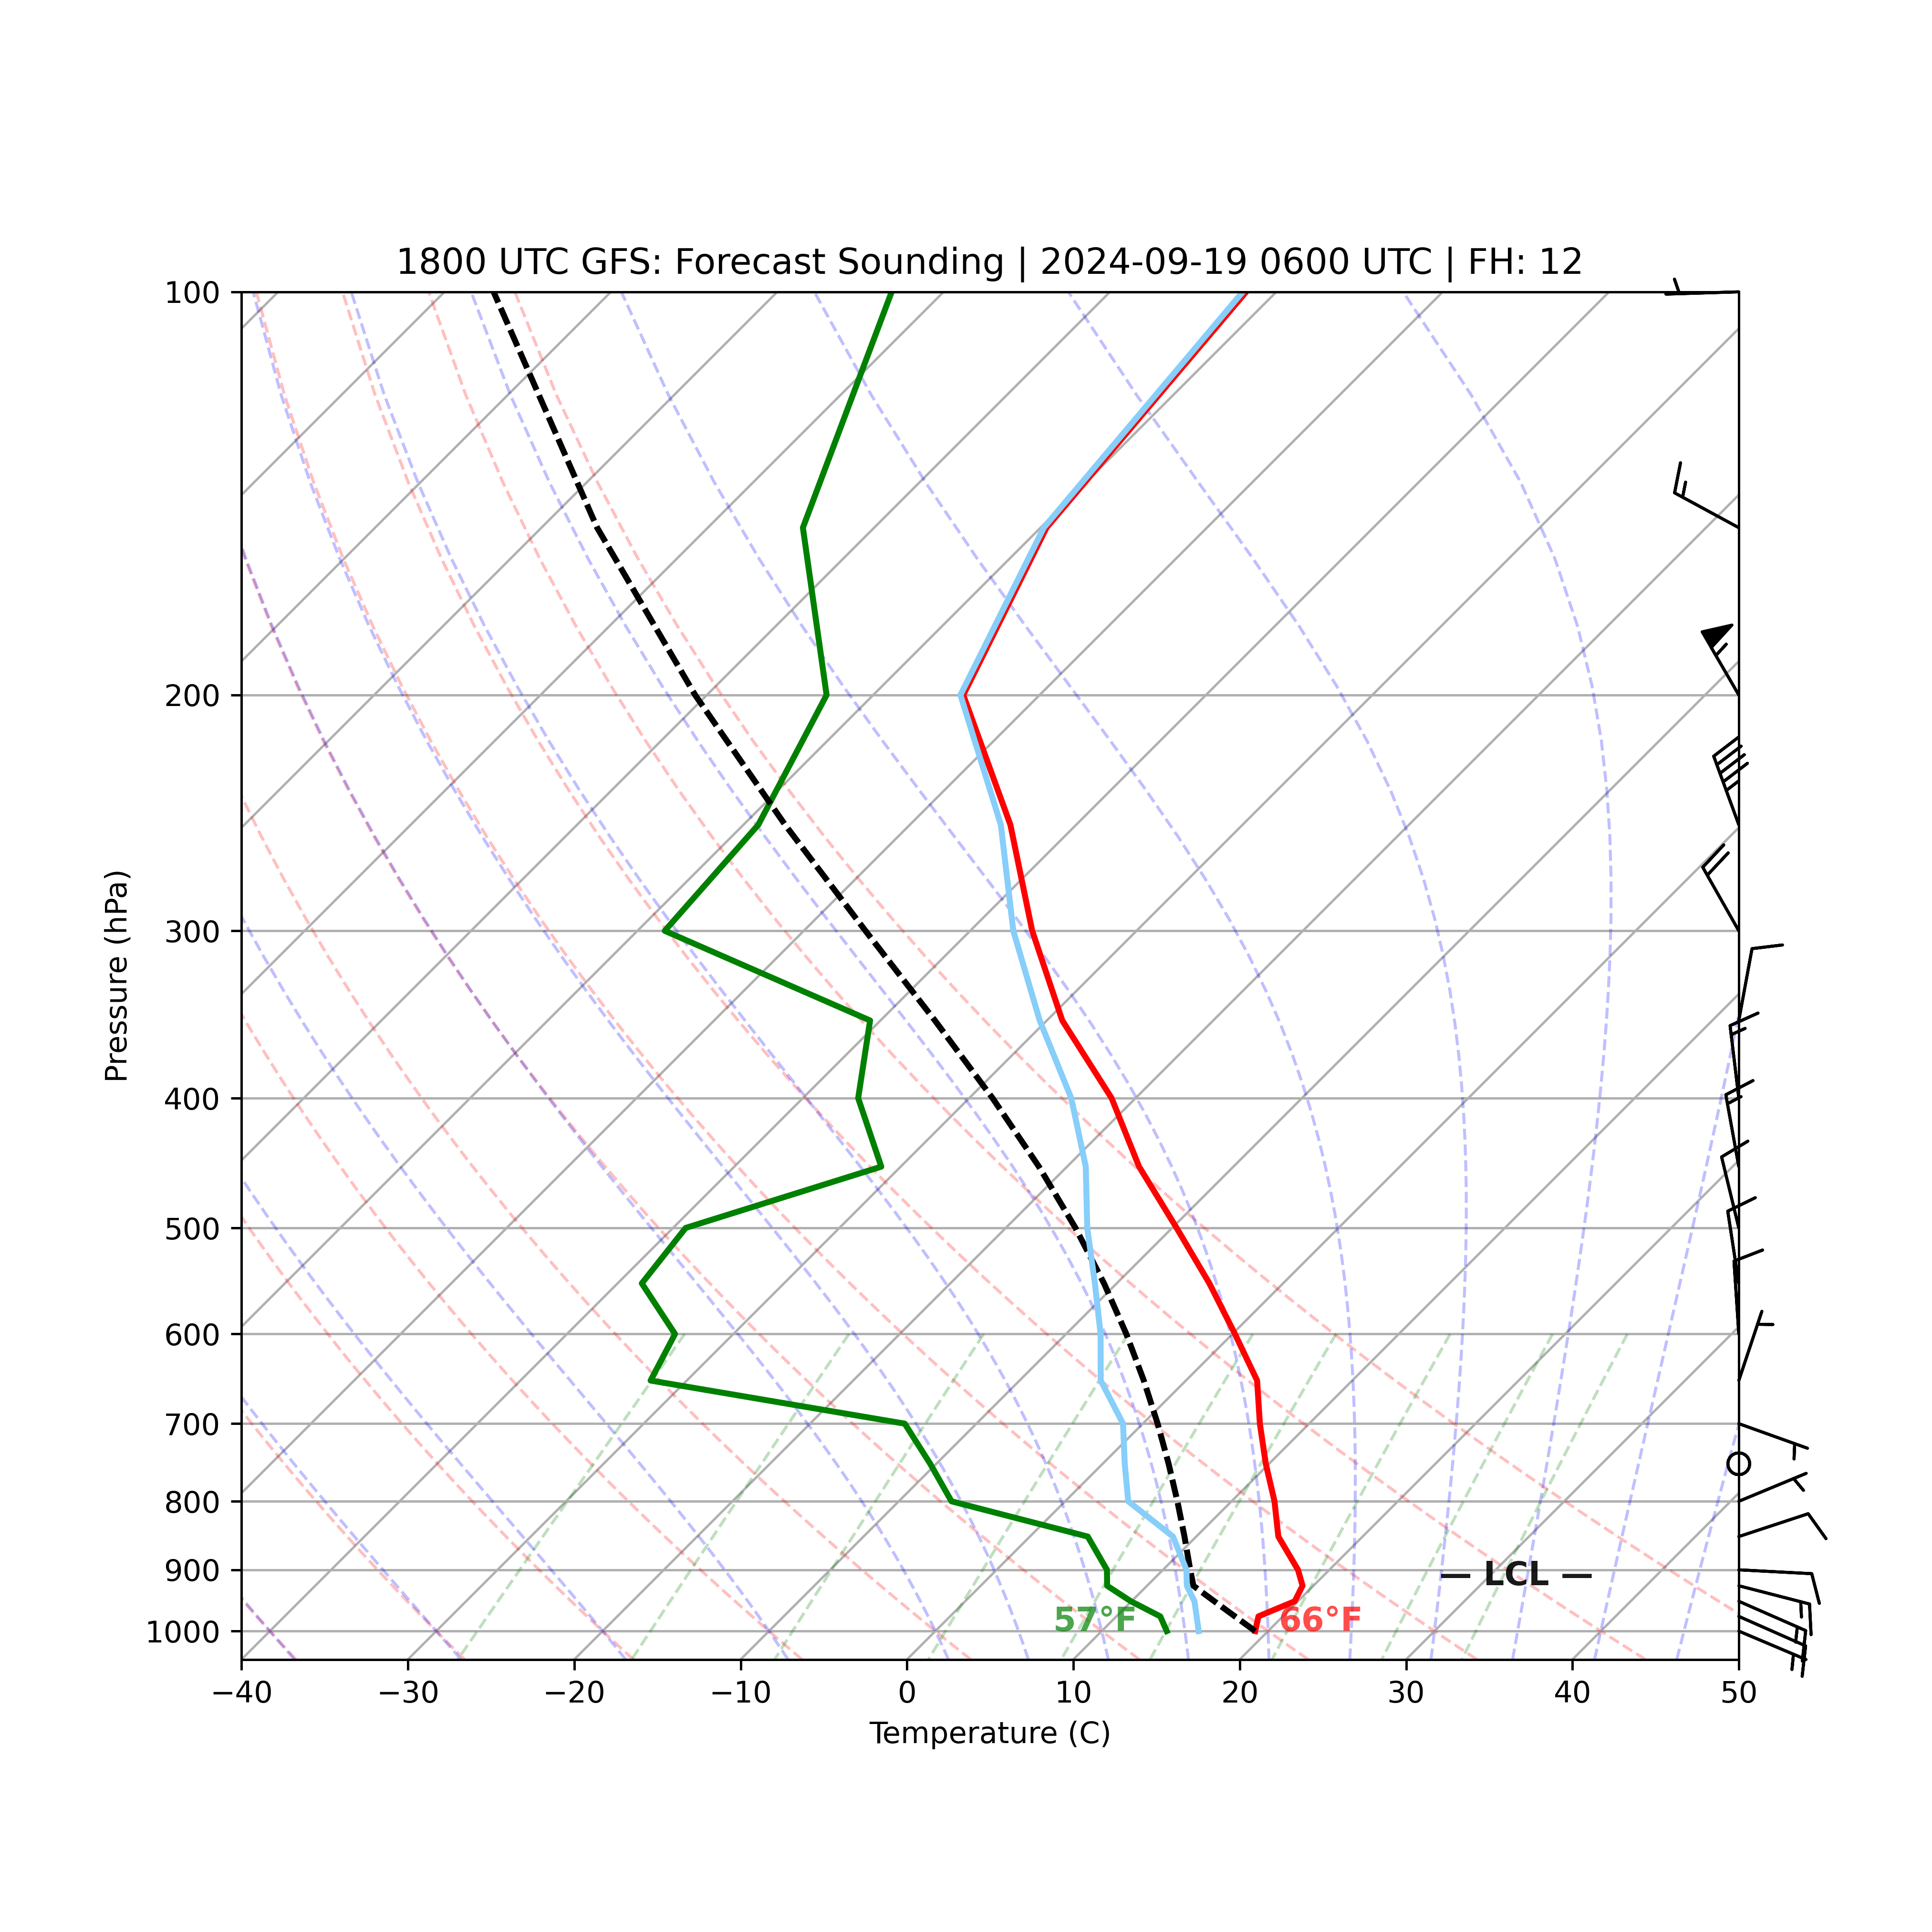 1800 UTC GFS: Forecast Sounding | 2024-09-19 0600 UTC | FH: 12
100
200
300
400
500
600
700
800
900
1000
Pressure (hPa)
— LCL —
57°F
66°F
−40 −30 −20 −10 0 10 20 30 40 50
Temperature (C)